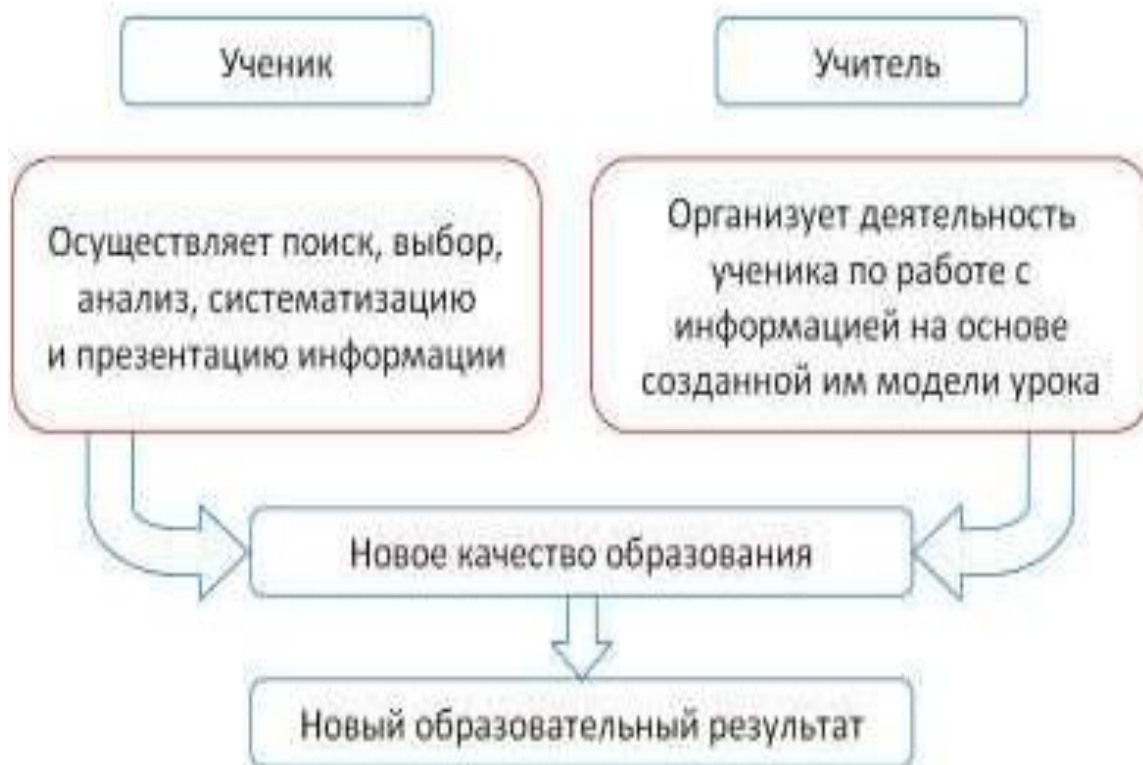 Ученик
Учитель
Осуществляет поиск, выбор,
анализ, систематизацию
и презентацию информации
Организует деятельность
ученика по работе с
информацией на основе
созданной им модели урока
Новое качество образования
Новый образовательный результат